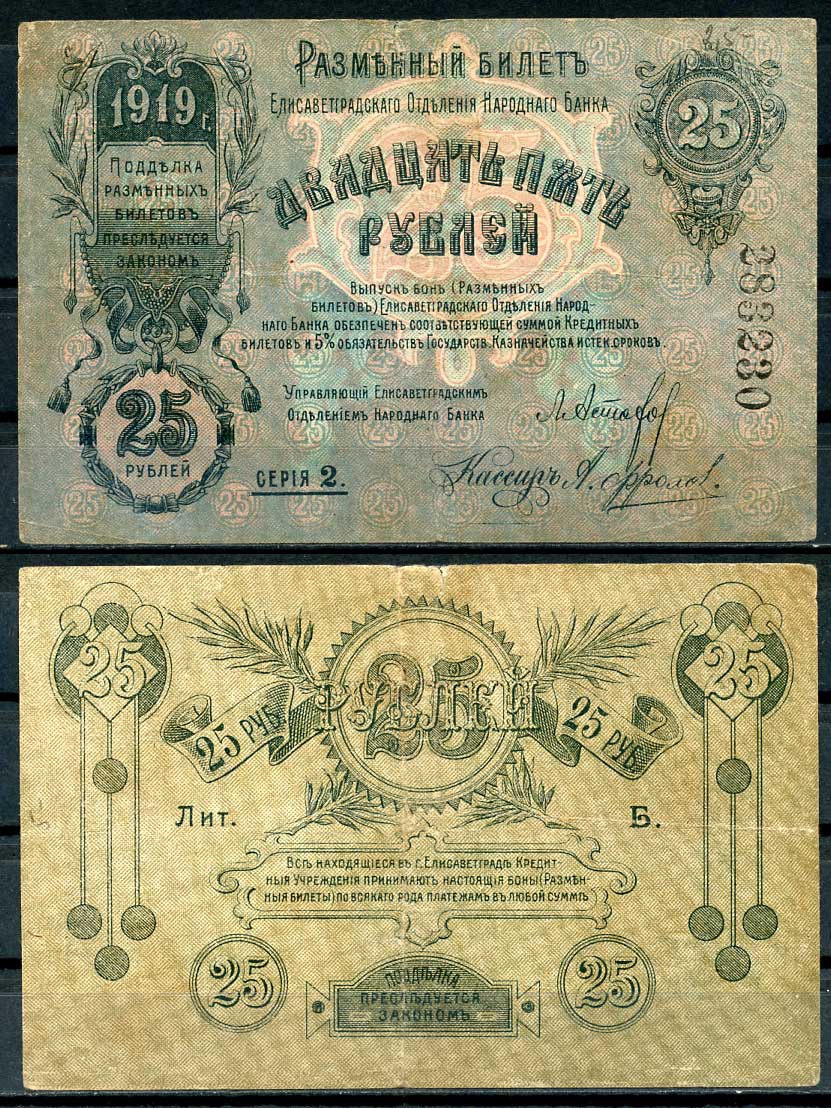 1919 г.
Поддѣлка
размѣнныхъ
билетовъ
преслѣдуется
закономъ
25
рублей
Размѣнный билетъ
Елисаветградскаго Отдѣленія Народнаго Банка
25
Двадцать пять
рублей
Выпускъ бонъ (Размѣнныхъ
билетовъ) Елисаветградскаго Отдѣленія Народ-
наго Банка обезпеченъ соотвѣтствующей суммой Кредитныхъ
билетовъ и 5% обязательствъ Государств. Казначейства истек. сроковъ.
Управляющій Елисаветградскимъ
Отдѣленіемъ Народнаго Банка
Серія 2.
Кассиръ А. Фролов.
25
383230
25
25 руб.
25
рублей
25 руб.
25
Лит. Б.
Всѣ находящіеся въ г. Елисаветградѣ Кредит-
ныя Учрежденія принимаютъ настоящія боны (Размѣн-
ныя билеты) по всякаго рода платежамъ въ любой суммѣ
25
Поддѣлка
преслѣдуется
закономъ
25